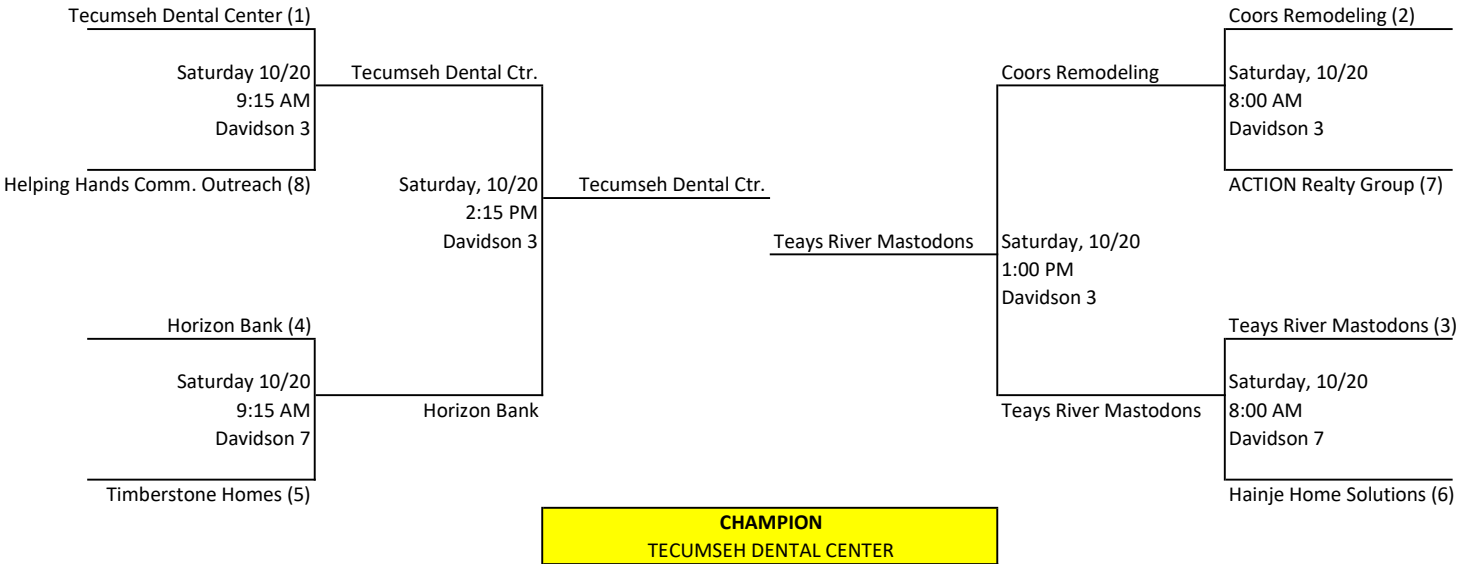 Tecumseh Dental Center (1)
Coors Remodeling (2)
Saturday 10/20
Tecumseh Dental Ctr.
Coors Remodeling
Saturday, 10/20
9:15 AM
8:00 AM
Davidson 3
Davidson 3
Helping Hands Comm. Outreach (8)
Saturday, 10/20
Tecumseh Dental Ctr.
ACTION Realty Group (7)
2:15 PM
Davidson 3
Teays River Mastodons
Saturday, 10/20
1:00 PM
Davidson 3
Horizon Bank (4)
Teays River Mastodons (3)
Saturday 10/20
Saturday, 10/20
9:15 AM
Horizon Bank
Teays River Mastodons
8:00 AM
Davidson 7
Davidson 7
Timberstone Homes (5)
Hainje Home Solutions (6)
CHAMPION
TECUMSEH DENTAL CENTER